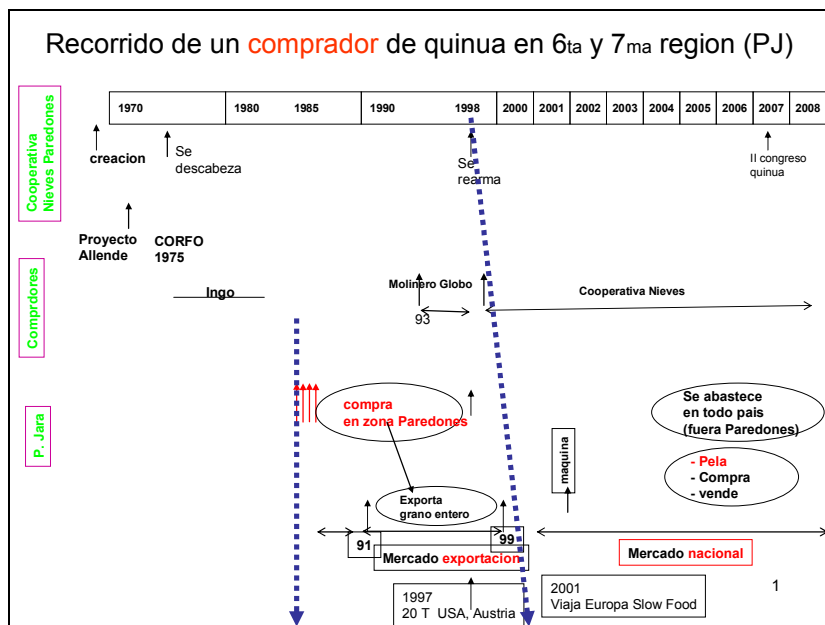 Recorrido de un comprador de quinua en 6ta y 7ma region (PJ)
Cooperativa
Nieves Paredones
1970 1980 1985 1990 1998 2000 2001 2002 2003 2004 2005 2006 2007 2008
creacion
Se
descabeza
Se
rearma
II congreso
quinua
Proyecto
Allende
CORFO
1975
Comprdores
Ingo
Molinero Globo
93
Cooperativa Nieves
P. Jara
compra
en zona Paredones
Se abastece
en todo pais
(fuera Paredones)
maquina
- Pela
- Compra
- vende
Exporta
grano entero
91
99
Mercado exportacion
Mercado nacional
1997
20 T USA, Austria
2001
Viaja Europa Slow Food
1